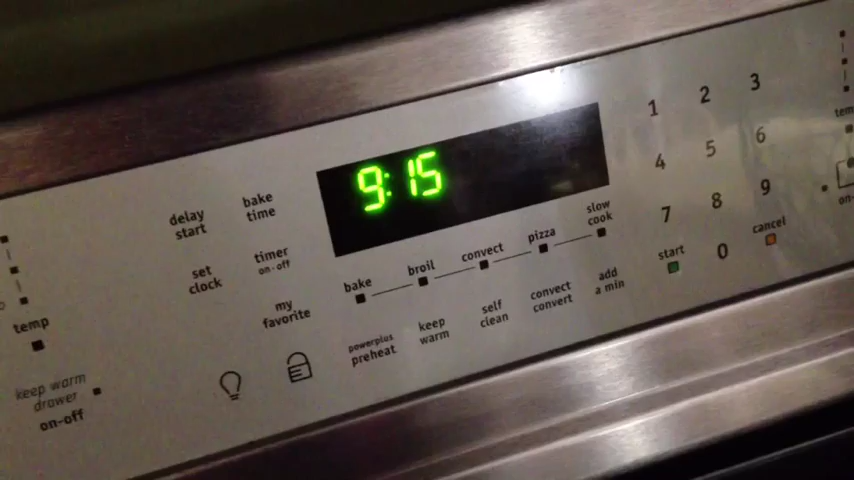 9:15
1 2 3
4 5 6
7 8 9
0
start
cancel
delay
start
bake
time
set
clock
timer
on-off
my
favorite
bake
broil
convect
pizza
slow
cook
powerplus
preheat
keep
warm
self
clean
convect
convert
add
a min
temp
keep warm
drawer
on-off